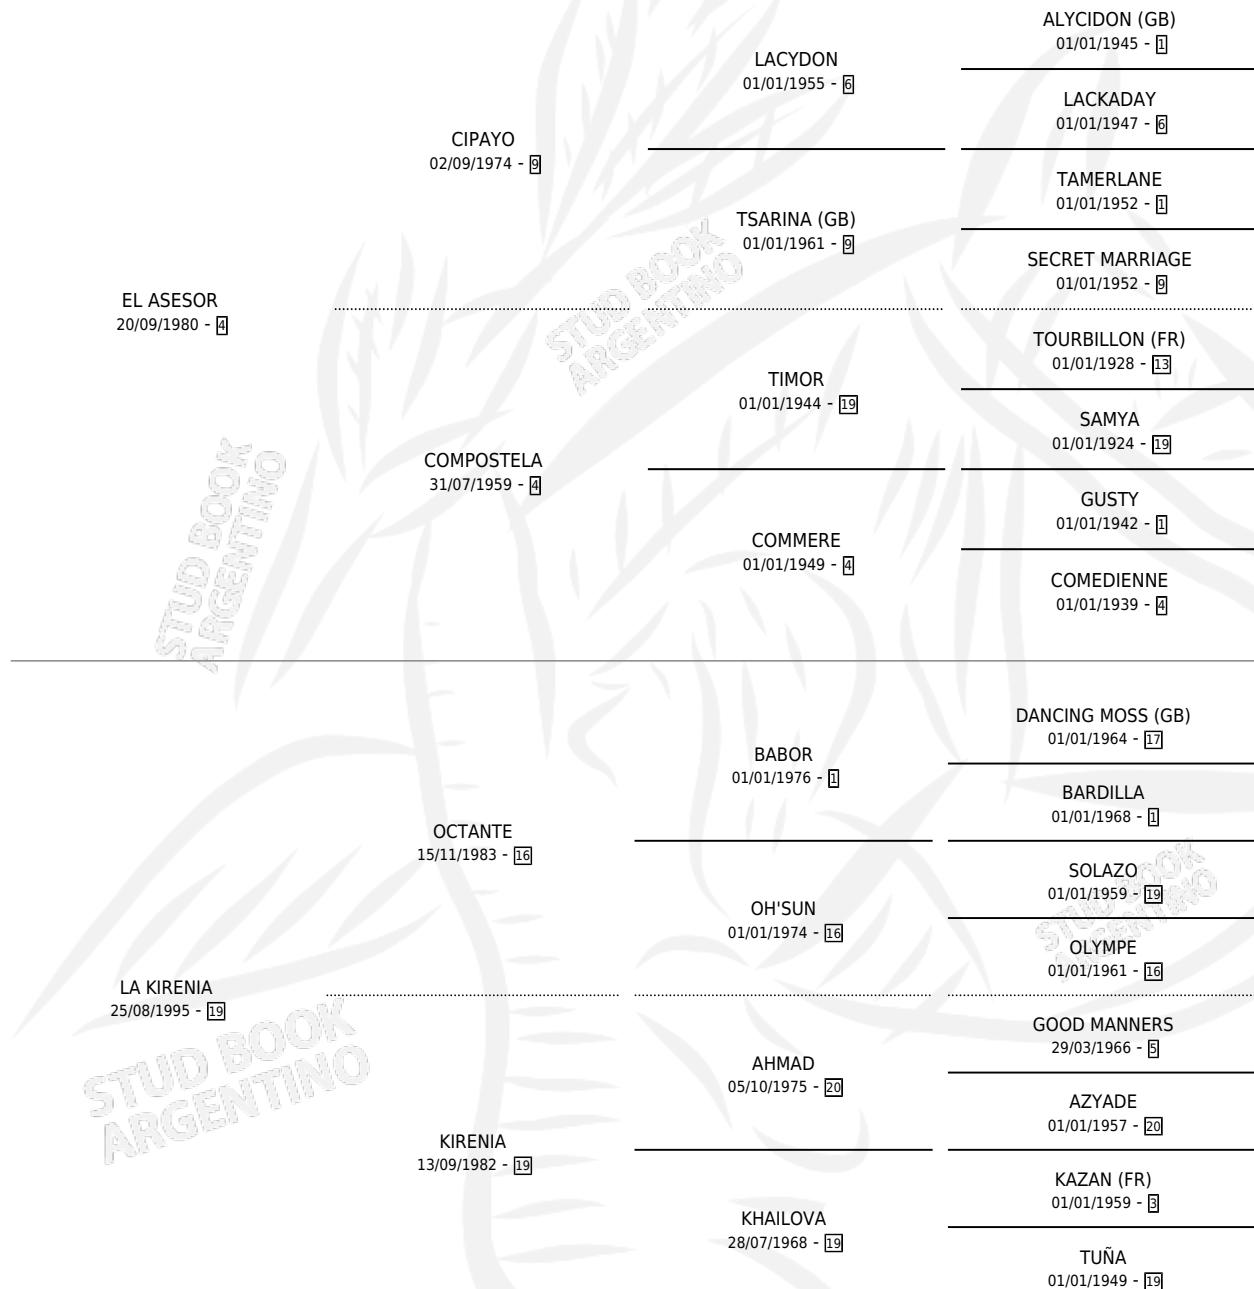 ALYCIDON (GB)
01/01/1945 - 1
LACYDON
01/01/1955 - 6
LACKADAY
01/01/1947 - 6
CIPAYO
02/09/1974 - 9
TAMERLANE
01/01/1952 - 1
TSARINA (GB)
01/01/1961 - 9
SECRET MARRIAGE
01/01/1952 - 9
EL ASESOR
20/09/1980 - 4
STUD BOOK
ARGENTINO
TOURBILLON (FR)
01/01/1928 - 13
TIMOR
01/01/1944 - 19
SAMYA
01/01/1924 - 19
COMPOSTELA
31/07/1959 - 4
GUSTY
01/01/1942 - 1
COMMERE
01/01/1949 - 4
COMEDIENNE
01/01/1939 - 4
STUD BOOK
ARGENTINO
DANCING MOSS (GB)
01/01/1964 - 17
BABOR
01/01/1976 - 1
BARDILLA
01/01/1968 - 1
OCTANTE
15/11/1983 - 16
SOLAZO
01/01/1959 - 19
OH'SUN
01/01/1974 - 16
OLYMPE
01/01/1961 - 16
STUD BOOK
ARGENTINO
LA KIRENIA
25/08/1995 - 19
GOOD MANNERS
29/03/1966 - 5
AHMAD
05/10/1975 - 20
AZYADE
01/01/1957 - 20
STUD BOOK
ARGENTINO
KIRENIA
13/09/1982 - 19
KAZAN (FR)
01/01/1959 - 3
KHAILOVA
28/07/1968 - 19
TUÑA
01/01/1949 - 19